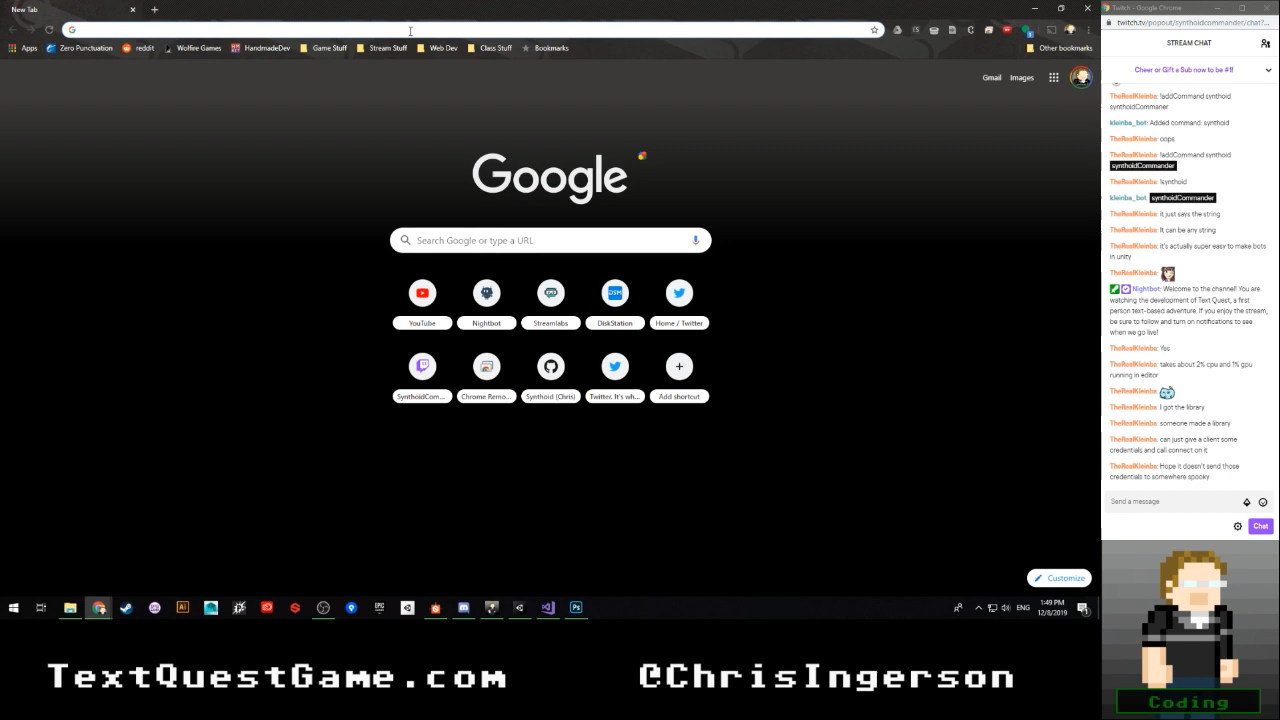 New Tab
Apps
Zero Punctuation
reddit
Wolfire Games
HandmadeDev
Game Stuff
Stream Stuff
Web Dev
Class Stuff
Bookmarks
Other bookmarks
Gmail
Images
Google
Search Google or type a URL
DSM
YouTube
Nightbot
Streamlabs
DiskStation
Home / Twitter
SynthoidCom...
Chrome Remo...
Synthoid (Chris)
Twitter. It's wh...
Add shortcut
Customize
Ai
EPIC
Ps
ENG
1:49 PM
12/8/2019
Twitch - Google Chrome
twitch.tv/popout/synthoidcommander/chat?...
STREAM CHAT
Cheer or Gift a Sub now to be #1!
TheRealKleinba: !addCommand synthoid
synthoidCommaner
kleinba_bot: Added command: synthoid
TheRealKleinba: oops
TheRealKleinba: !addCommand synthoid
synthoidCommander
TheRealKleinba: !synthoid
kleinba_bot: synthoidCommander
TheRealKleinba: it just says the string
TheRealKleinba: It can be any string
TheRealKleinba: it's actually super easy to make bots
in unity
TheRealKleinba:
Nightbot: Welcome to the channel! You are
watching the development of Text Quest, a first
person text-based adventure. If you enjoy the stream,
be sure to follow and turn on notifications to see
when we go live!
TheRealKleinba: Yes
TheRealKleinba: takes about 2% cpu and 1% gpu
running in editor
TheRealKleinba:
TheRealKleinba: I got the library
TheRealKleinba: someone made a library
TheRealKleinba: can just give a client some
credentials and call connect on it
TheRealKleinba: Hope it doesn't send those
credentials to somewhere spooky
Send a message
Chat
TextQuestGame.com
@ChrisIngerson
Coding